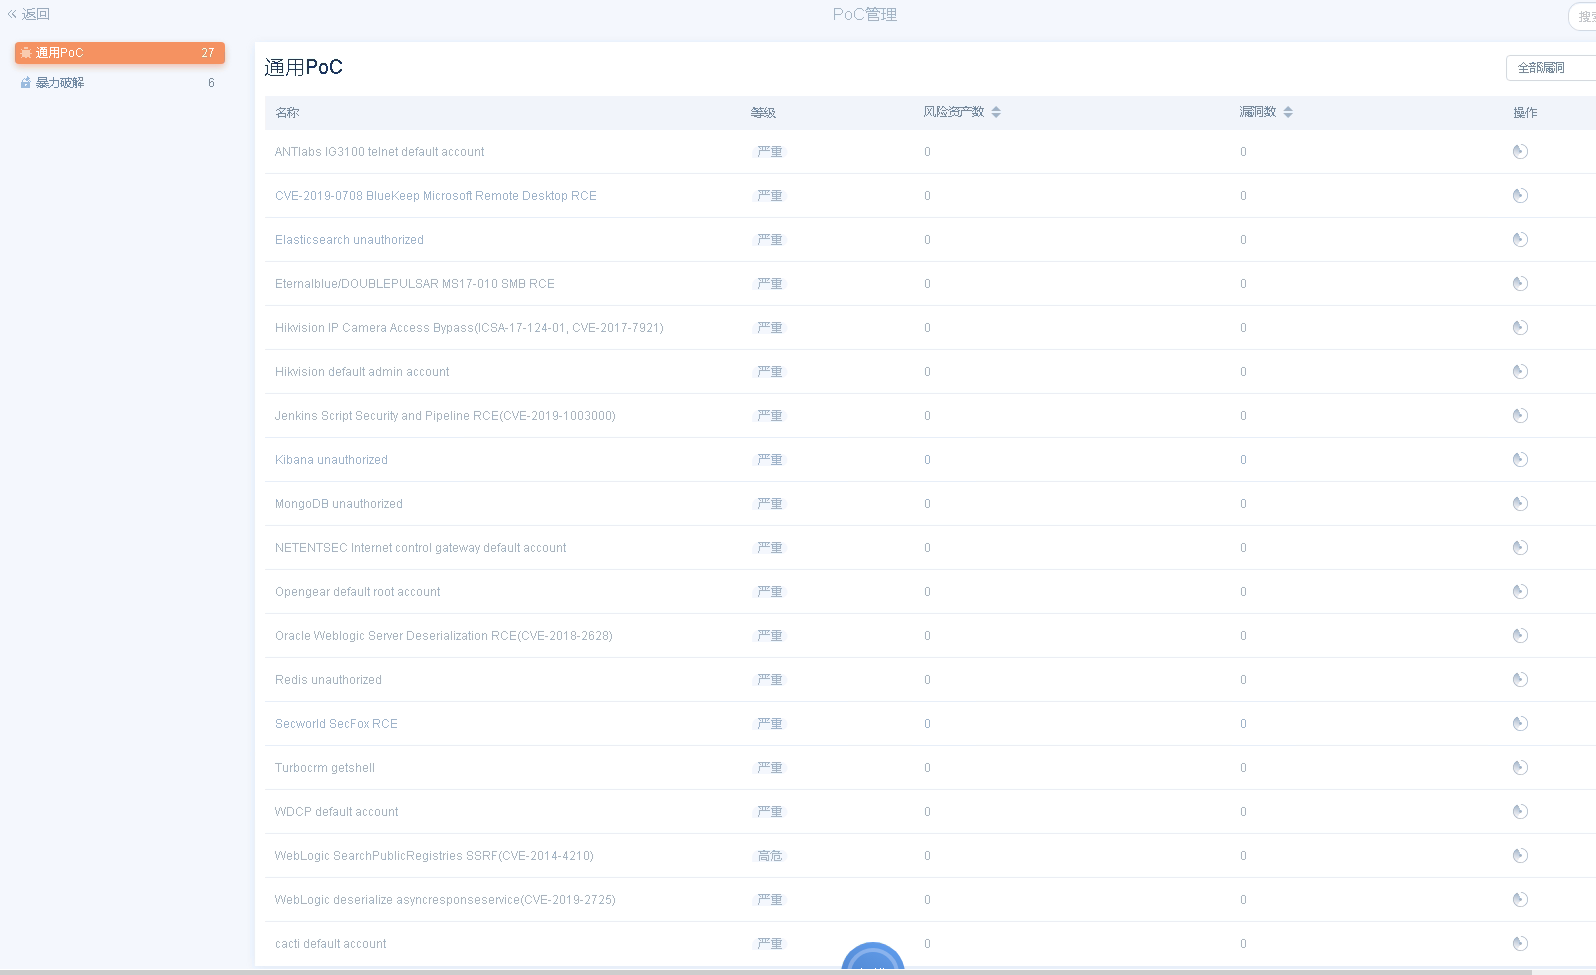 « 返回
PoC管理
搜
通用PoC 27
暴力破解 6
通用PoC
全部漏洞
名称 等级 风险资产数 漏洞数 操作
ANTlabs IG3100 telnet default account 严重 0 0
CVE-2019-0708 BlueKeep Microsoft Remote Desktop RCE 严重 0 0
Elasticsearch unauthorized 严重 0 0
Eternalblue/DOUBLEPULSAR MS17-010 SMB RCE 严重 0 0
Hikvision IP Camera Access Bypass(ICSA-17-124-01, CVE-2017-7921) 严重 0 0
Hikvision default admin account 严重 0 0
Jenkins Script Security and Pipeline RCE(CVE-2019-1003000) 严重 0 0
Kibana unauthorized 严重 0 0
MongoDB unauthorized 严重 0 0
NETENTSEC Internet control gateway default account 严重 0 0
Opengear default root account 严重 0 0
Oracle Weblogic Server Deserialization RCE(CVE-2018-2628) 严重 0 0
Redis unauthorized 严重 0 0
Secworld SecFox RCE 严重 0 0
Turbocrm getshell 严重 0 0
WDCP default account 严重 0 0
WebLogic SearchPublicRegistries SSRF(CVE-2014-4210) 高危 0 0
WebLogic deserialize asyncresponseservice(CVE-2019-2725) 严重 0 0
cacti default account 严重 0 0